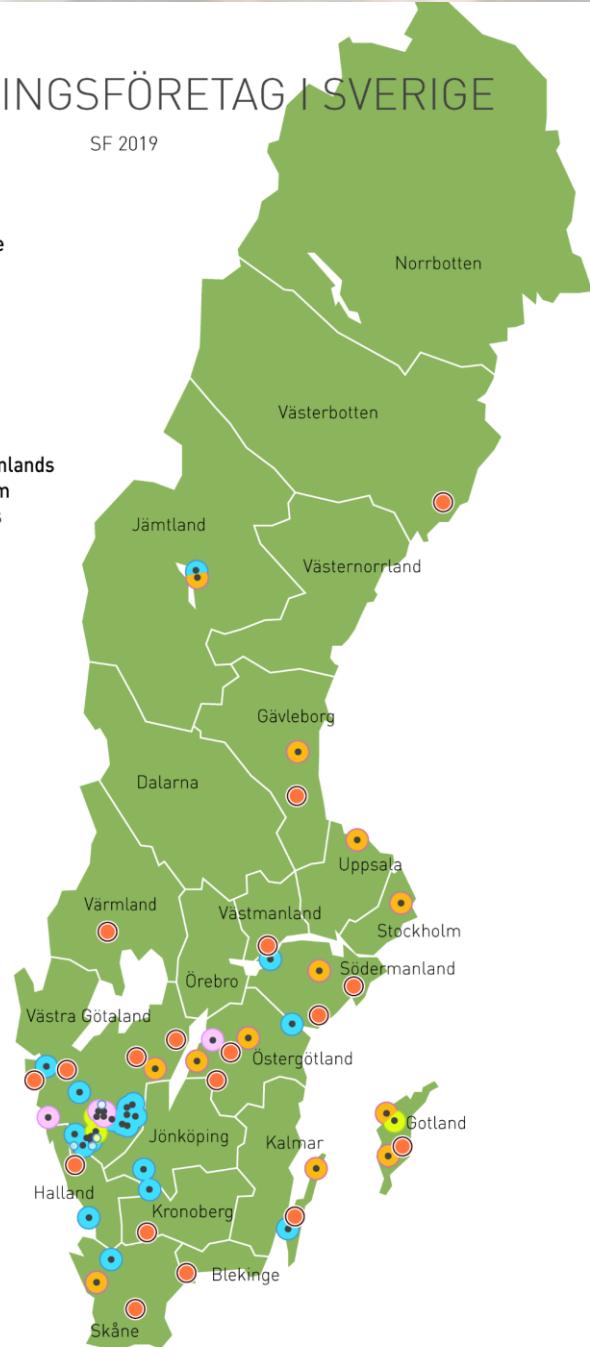 INGSFÖRETAG I SVERIGE
SF 2019
e
Norrbotten
Västerbotten
nlands
m
s
Jämtland
Västernorrland
Gävleborg
Dalarna
Uppsala
Värmland
Västmanland
Stockholm
Södermanland
Örebro
Västra Götaland
Östergötland
Gotland
Jönköping
Kalmar
Halland
Kronoberg
Blekinge
Skåne